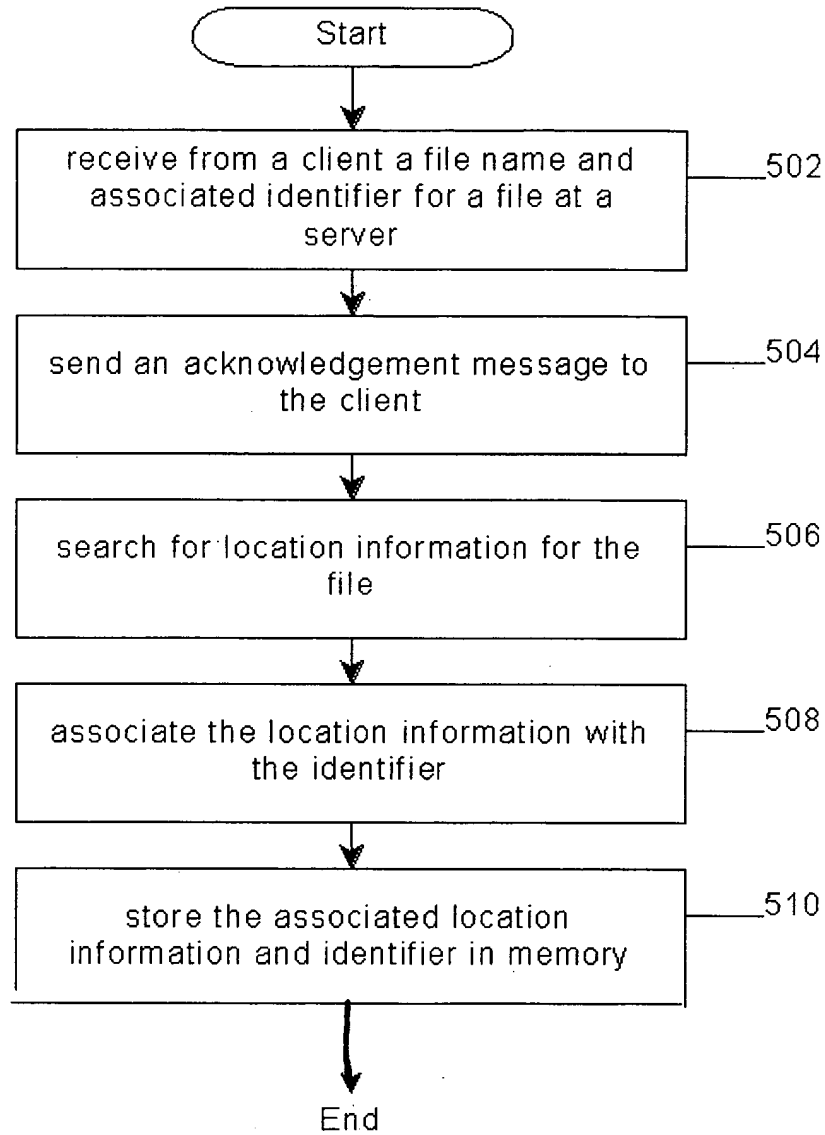 Start
receive from a client a file name and
associated identifier for a file at a
server
502
send an acknowledgement message to
the client
504
search for location information for the
file
506
associate the location information with
the identifier
508
store the associated location
information and identifier in memory
510
End